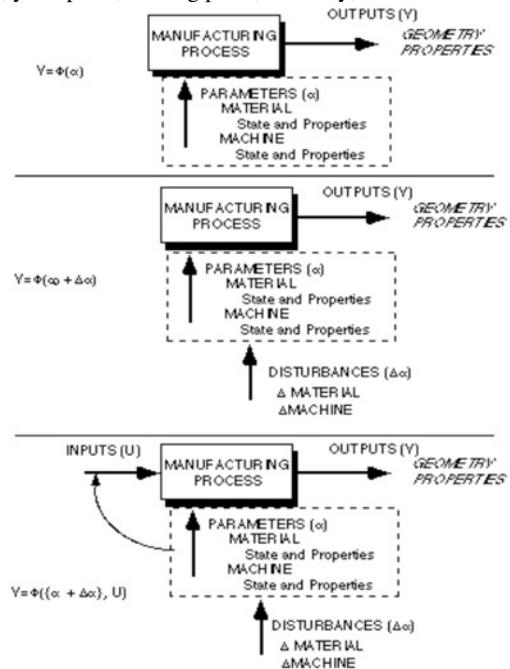 OUTPUTS (Y)
MANUFACTURING
PROCESS
GEOMETRY
PROPERTIES
Y=Φ(α)
PARAMETERS (α)
MATERIAL
State and Properties
MACHINE
State and Properties
OUTPUTS (Y)
MANUFACTURING
PROCESS
GEOMETRY
PROPERTIES
Y=Φ(α + Δα)
PARAMETERS (α)
MATERIAL
State and Properties
MACHINE
State and Properties
DISTURBANCES (Δα)
Δ MATERIAL
ΔMACHINE
INPUTS (U)
OUTPUTS (Y)
MANUFACTURING
PROCESS
GEOMETRY
PROPERTIES
PARAMETERS (α)
MATERIAL
State and Properties
MACHINE
State and Properties
Y=Φ({α + Δα}, U)
DISTURBANCES (Δα)
Δ MATERIAL
ΔMACHINE